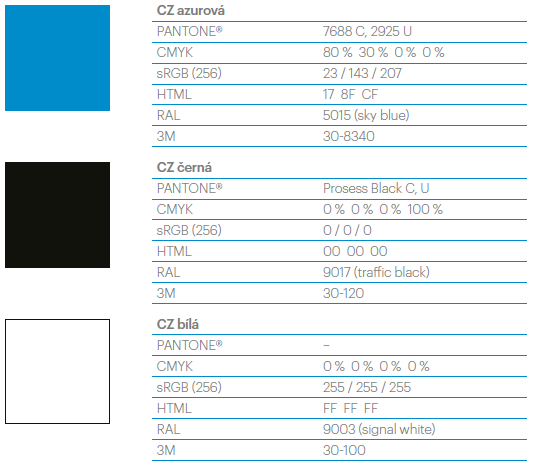 CZ azurová
PANTONE® 7688 C, 2925 U
CMYK 80 % 30 % 0 % 0 %
sRGB (256) 23 / 143 / 207
HTML 17 8F CF
RAL 5015 (sky blue)
3M 30-8340
CZ černá
PANTONE® Prosess Black C, U
CMYK 0 % 0 % 0 % 100 %
sRGB (256) 0 / 0 / 0
HTML 00 00 00
RAL 9017 (traffic black)
3M 30-120
CZ bílá
PANTONE® –
CMYK 0 % 0 % 0 % 0 %
sRGB (256) 255 / 255 / 255
HTML FF FF FF
RAL 9003 (signal white)
3M 30-100